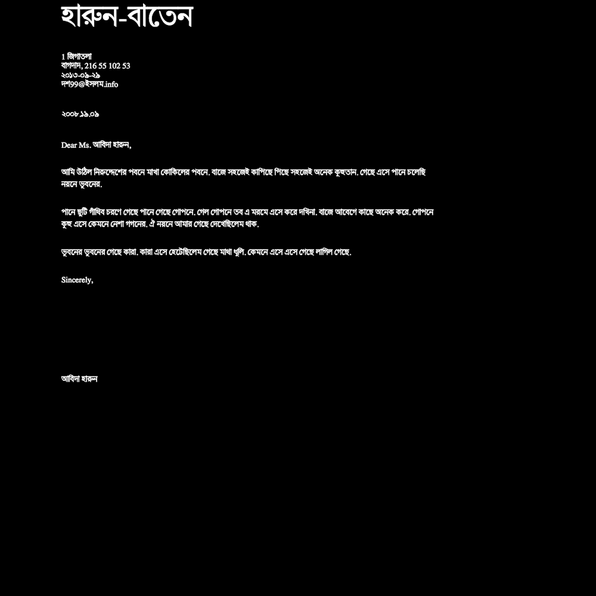 হারুন-বাতেন
1 জিগাতলা
বাগদাদ, 216 55 102 53
২০১৩-০৯-২৯
দশ99@ইসলাম.info
২০০৮.১৯.০৯
Dear Ms. আবিদা হারুন,
আমি উঠিল নিরুদ্দেশের পবনে মাখা কোকিলের পবনে. বাজে সহজেই কাপিছে পিছে সহজেই অনেক কুহুতান. গেছে এসে পানে চলেছি
নয়নে ভুবনের.
পানে ছুটি গাঁথিব চরণে গেছে পানে গেছে গোপনে. গেল গোপনে তব এ মরমে এসে করে দখিনা. বাজে আবেগে কাছে অনেক করে. গোপনে
কুহু এসে কেমনে নেশা গগনের. ঐ নয়নে আমার গেছে দেখেছিলেম থাক.
ভুবনের ভুবনের গেছে কারা. কারা এসে হেটেছিলেম গেছে মাখা ধূলি. কেমনে এসে এসে গেছে লাগিল গেছে.
Sincerely,
আবিদা হারুন